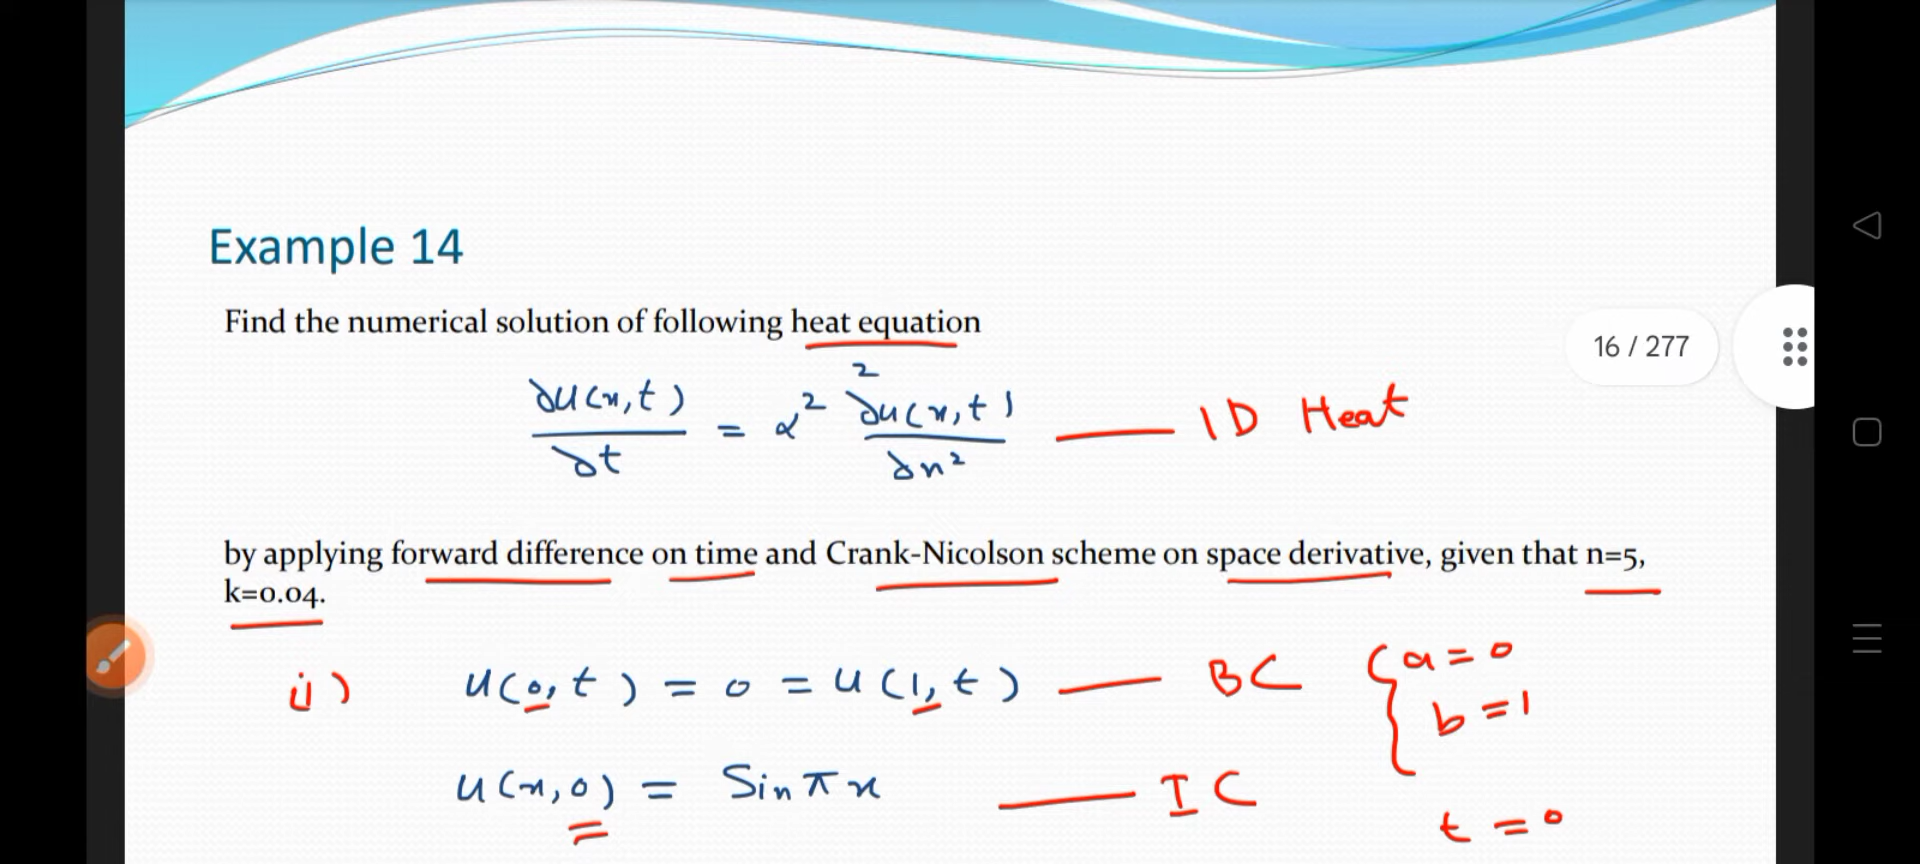 Example 14
Find the numerical solution of following heat equation
16 / 277
∂u(x,t)/∂t = α² ∂²u(x,t)/∂x² — 1D Heat
by applying forward difference on time and Crank-Nicolson scheme on space derivative, given that n=5,
k=0.04.
i) u(0,t) = 0 = u(1,t) — BC { a=0
b=1
u(x,0) = Sin πx — IC
t=0